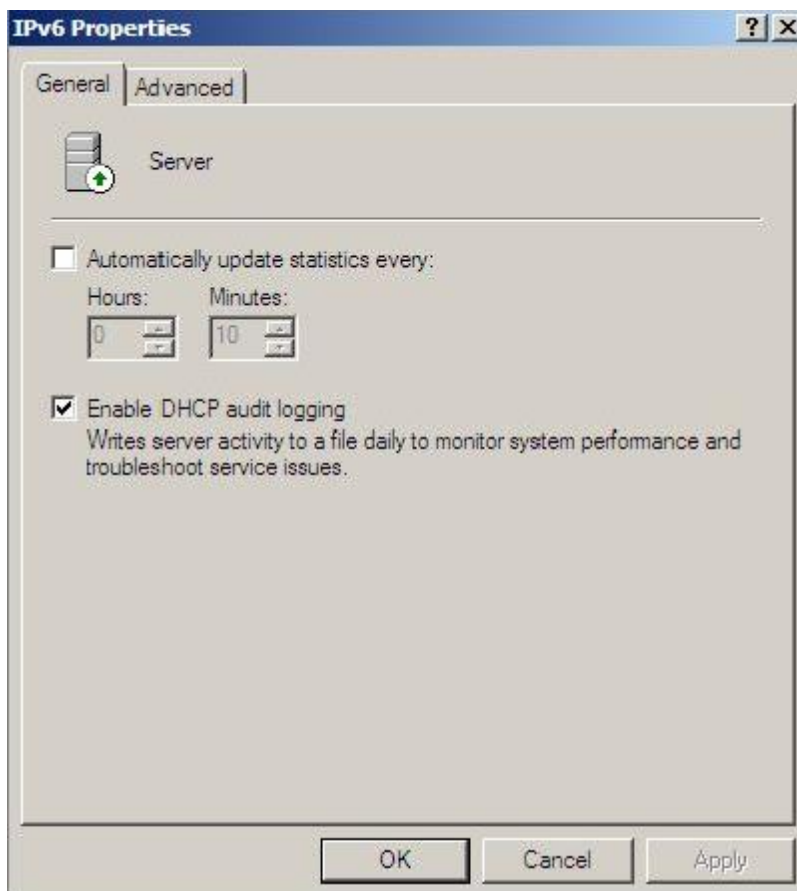 IPv6 Properties
General Advanced
Server
Automatically update statistics every:
Hours: Minutes:
0 10
Enable DHCP audit logging
Writes server activity to a file daily to monitor system performance and
troubleshoot service issues.
OK Cancel Apply